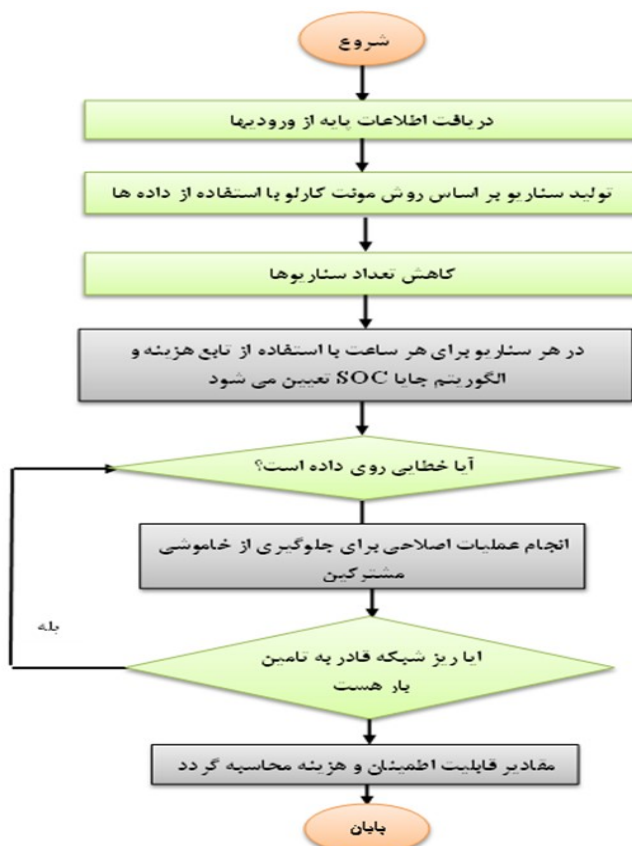 شروع
دریافت اطلاعات پایه از ورودیها
تولید سناریو بر اساس روش مونت کارلو با استفاده از داده ها
کاهش تعداد سناریوها
در هر سناریو برای هر ساعت با استفاده از تابع هزینه و
الگوریتم جایا SOC تعیین می شود
آیا خطایی روی داده است؟
انجام عملیات اصلاحی برای جلوگیری از خاموشی
مشترکین
بله
ایا ریز شبکه قادر به تامین
بار هست
مقادیر قابلیت اطمینان و هزینه محاسبه گردد
پایان